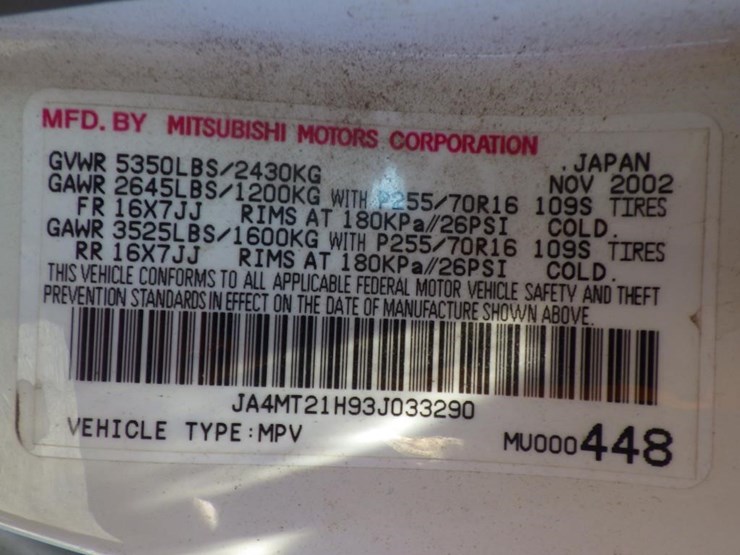 MFD. BY MITSUBISHI MOTORS CORPORATION
GVWR 5350LBS/2430KG . JAPAN
GAWR 2645LBS/1200KG WITH P255/70R16 109S TIRES NOV 2002
FR 16X7JJ RIMS AT 180KPa//26PSI COLD.
GAWR 3525LBS/1600KG WITH P255/70R16 109S TIRES
RR 16X7JJ RIMS AT 180KPa//26PSI COLD.
THIS VEHICLE CONFORMS TO ALL APPLICABLE FEDERAL MOTOR VEHICLE SAFETY AND THEFT
PREVENTION STANDARDS IN EFFECT ON THE DATE OF MANUFACTURE SHOWN ABOVE.
JA4MT21H93J033290
VEHICLE TYPE:MPV MU000448